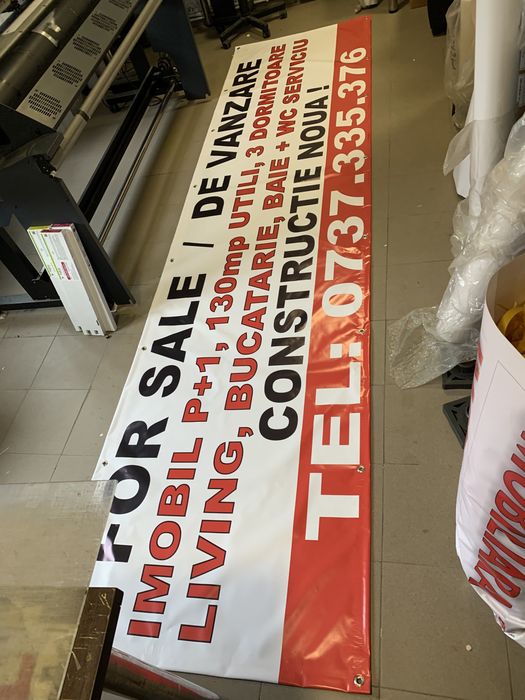 FOR SALE / DE VANZARE
IMOBIL P+1, 130mp UTILI, 3 DORMITOARE
LIVING, BUCATARIE, BAIE + WC SERVICIU
CONSTRUCTIE NOUA!
TEL: 0737.335.376